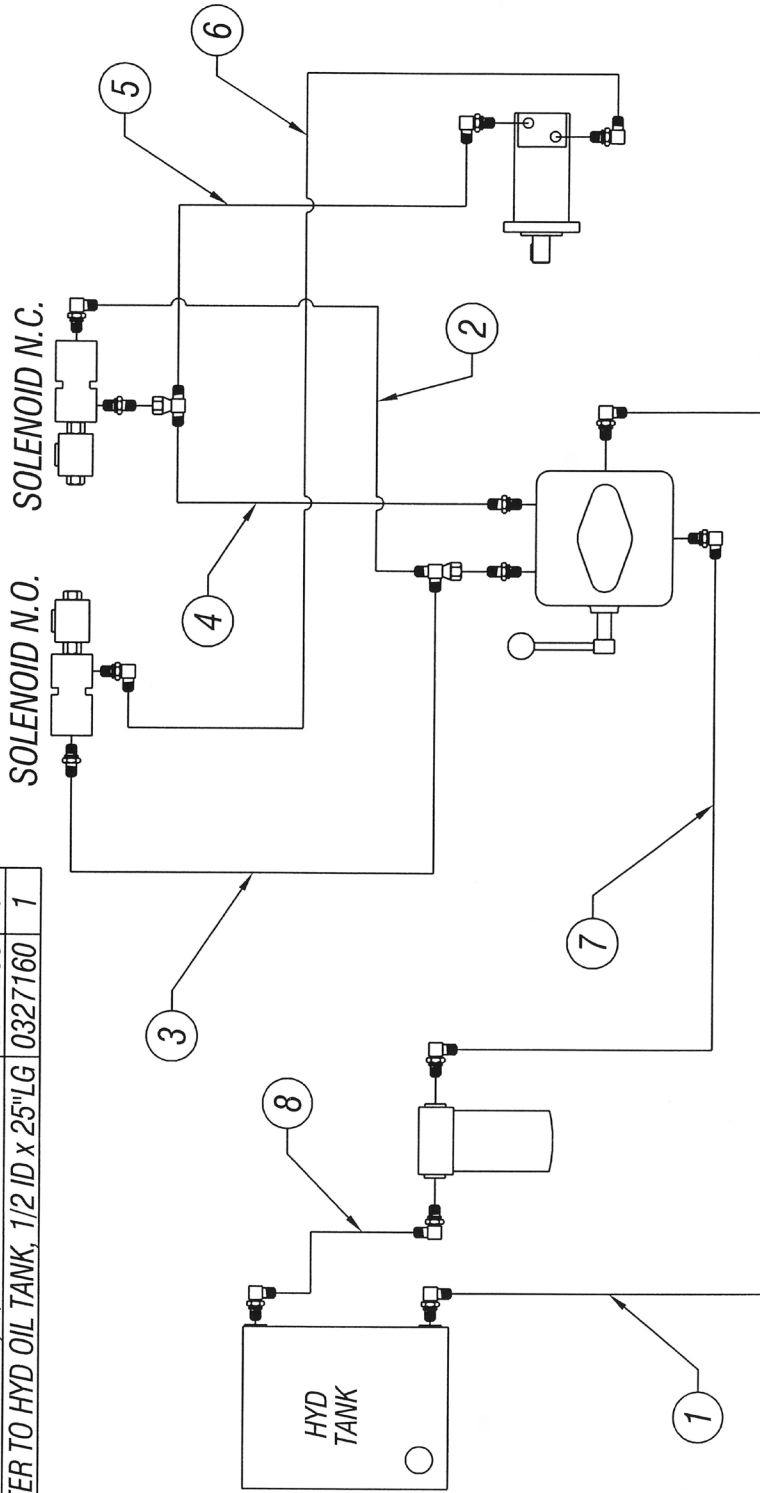 TER TO HYD OIL TANK, 1/2 ID x 25"LG 0327160 1
SOLENOID N.O.
SOLENOID N.C.
HYD
TANK
1
2
3
4
5
6
7
8